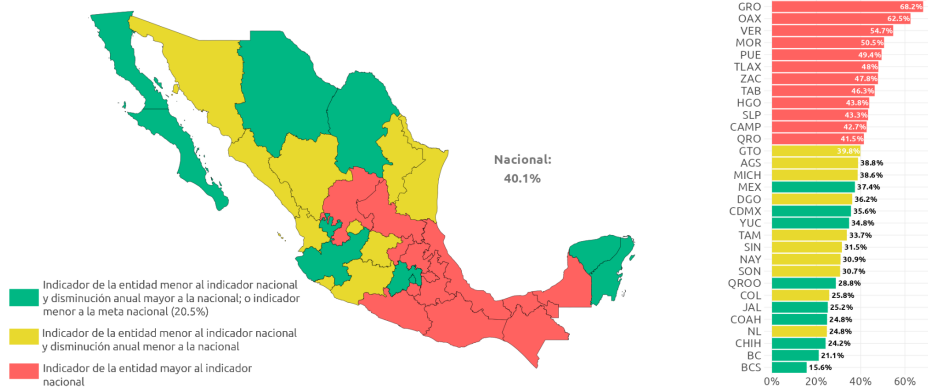 Nacional:
40.1%
Indicador de la entidad menor al indicador nacional
y disminución anual mayor a la nacional; o indicador
menor a la meta nacional (20.5%)
Indicador de la entidad menor al indicador nacional
y disminución anual menor a la nacional
Indicador de la entidad mayor al indicador
nacional
GRO 68.2%
OAX 62.5%
VER 54.7%
MOR 50.5%
PUE 49.4%
TLAX 48%
ZAC 47.8%
TAB 46.3%
HGO 43.8%
SLP 43.3%
CAMP 42.7%
QRO 41.5%
GTO 39.8%
AGS 38.8%
MICH 38.6%
MEX 37.4%
DGO 36.2%
CDMX 35.6%
YUC 34.8%
TAM 33.7%
SIN 31.5%
NAY 30.9%
SON 30.7%
QROO 28.8%
COL 25.8%
JAL 25.2%
COAH 24.8%
NL 24.8%
CHIH 24.2%
BC 21.1%
BCS 15.6%
0% 20% 40% 60%